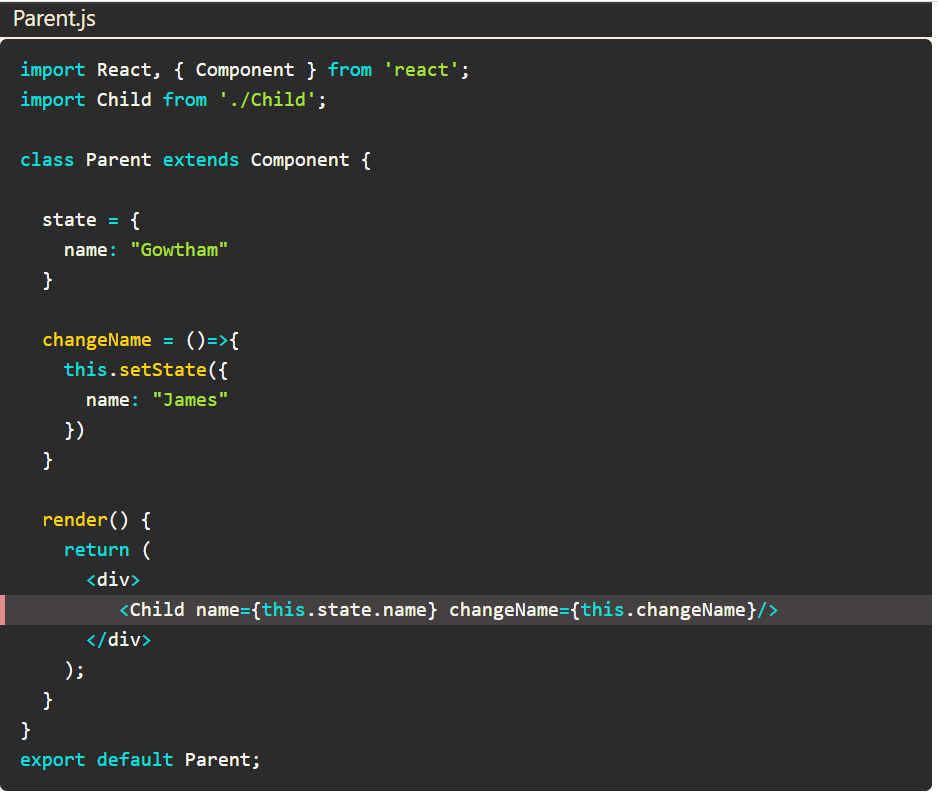 Parent.js
import React, { Component } from 'react';
import Child from './Child';
class Parent extends Component {
state = {
name: "Gowtham"
}
changeName = ()=>{
this.setState({
name: "James"
})
}
render() {
return (
<div>
<Child name={this.state.name} changeName={this.changeName}/>
</div>
);
}
}
export default Parent;